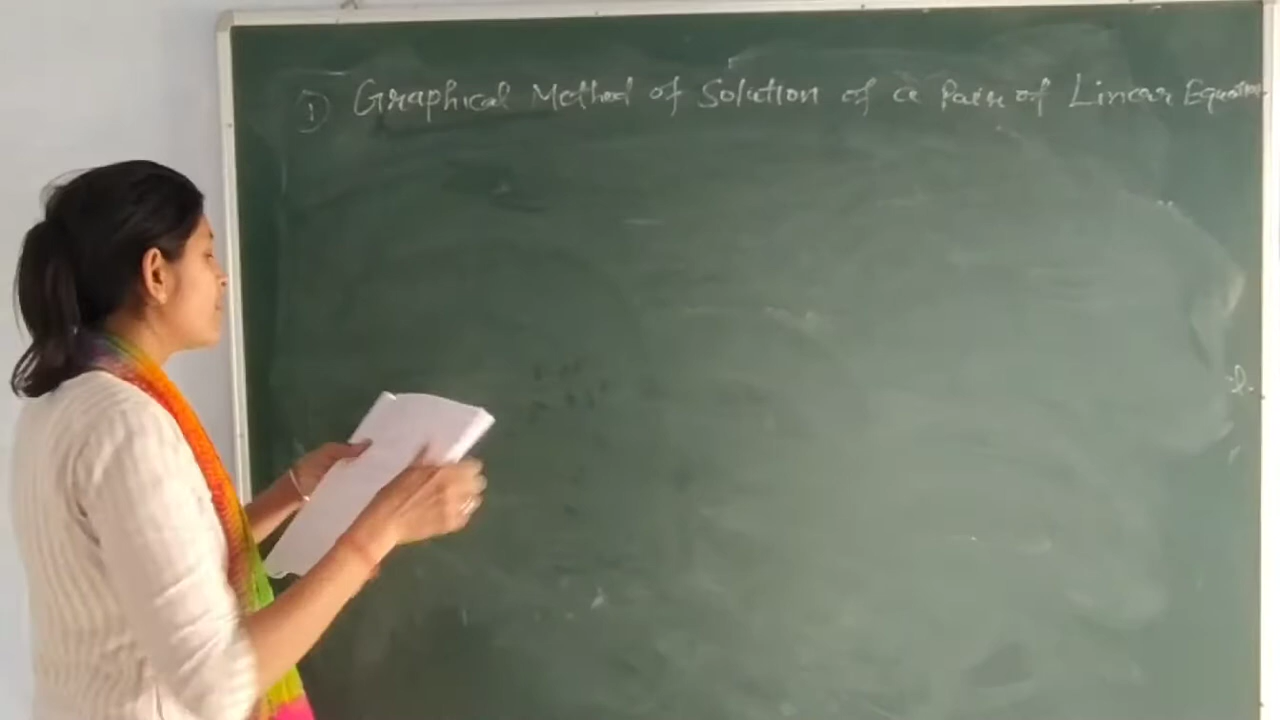 1) Graphical Method of Solution of a Pair of Linear Equation